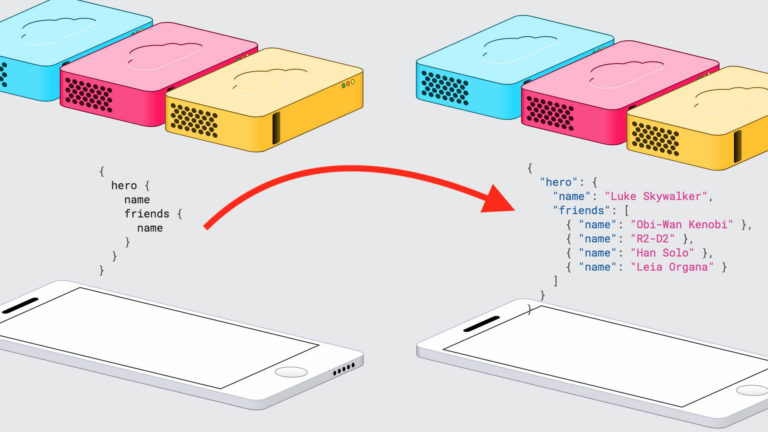 {
  hero {
    name
    friends {
      name
    }
  }
}
{
  "hero": {
    "name": "Luke Skywalker",
    "friends": [
      { "name": "Obi-Wan Kenobi" },
      { "name": "R2-D2" },
      { "name": "Han Solo" },
      { "name": "Leia Organa" }
    ]
  }
}